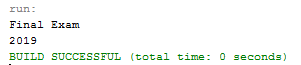 run:
Final Exam
2019
BUILD SUCCESSFUL (total time: 0 seconds)